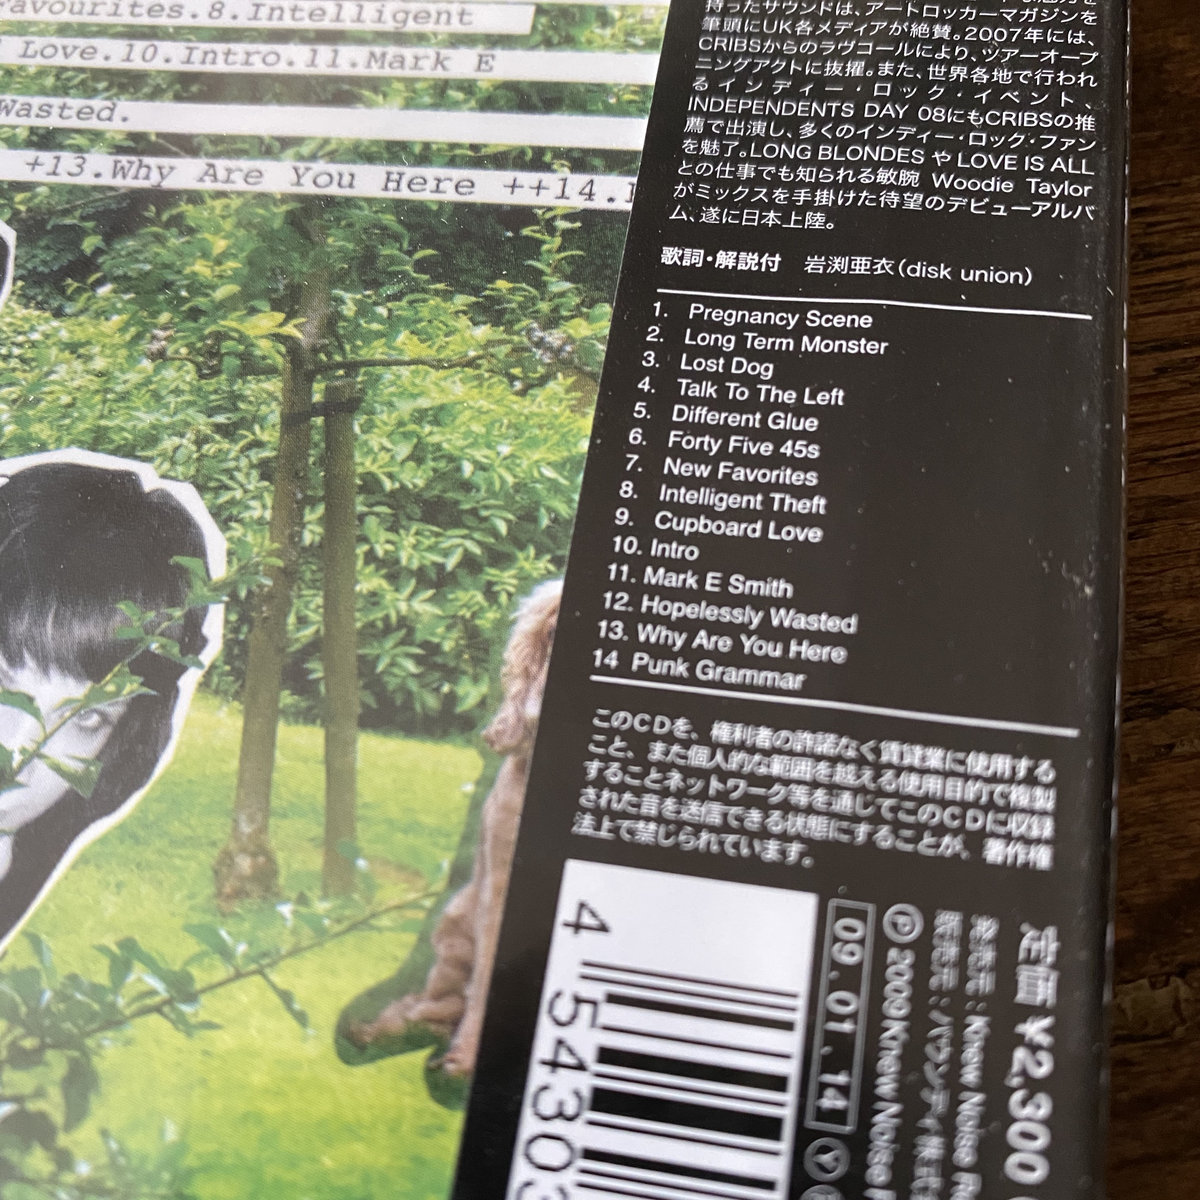 avourites.8.Intelligent
Love.10.Intro.11.Mark E
Wasted.
+13.Why Are You Here ++14.
持ったサウンドは、アートロッカーマガジンを
筆頭にUK各メディアが絶賛。2007年には、
CRIBSからのラヴコールにより、ツアーオープ
ニングアクトに抜擢。また、世界各地で行われ
るインディー・ロック・イベント、
INDEPENDENTS DAY 08にもCRIBSの推
薦で出演し、多くのインディー・ロック・ファン
を魅了。LONG BLONDES や LOVE IS ALL
との仕事でも知られる敏腕 Woodie Taylor
がミックスを手掛けた待望のデビューアルバ
ム、遂に日本上陸。
歌詞・解説付 岩渕亜衣（disk union）
1. Pregnancy Scene
2. Long Term Monster
3. Lost Dog
4. Talk To The Left
5. Different Glue
6. Forty Five 45s
7. New Favorites
8. Intelligent Theft
9. Cupboard Love
10. Intro
11. Mark E Smith
12. Hopelessly Wasted
13. Why Are You Here
14 Punk Grammar
このCDを、権利者の許諾なく賃貸業に使用する
こと、また個人的な範囲を越える使用目的で複製
することネットワーク等を通じてこのCDに収録
された音を送信できる状態にすることが、著作権
法上で禁じられています。
定価 ¥2,300
発売元：Knew Noise R
販売元：バウンディ株式
Ⓟ 2009 Knew Noise
09.01.14
4 54303